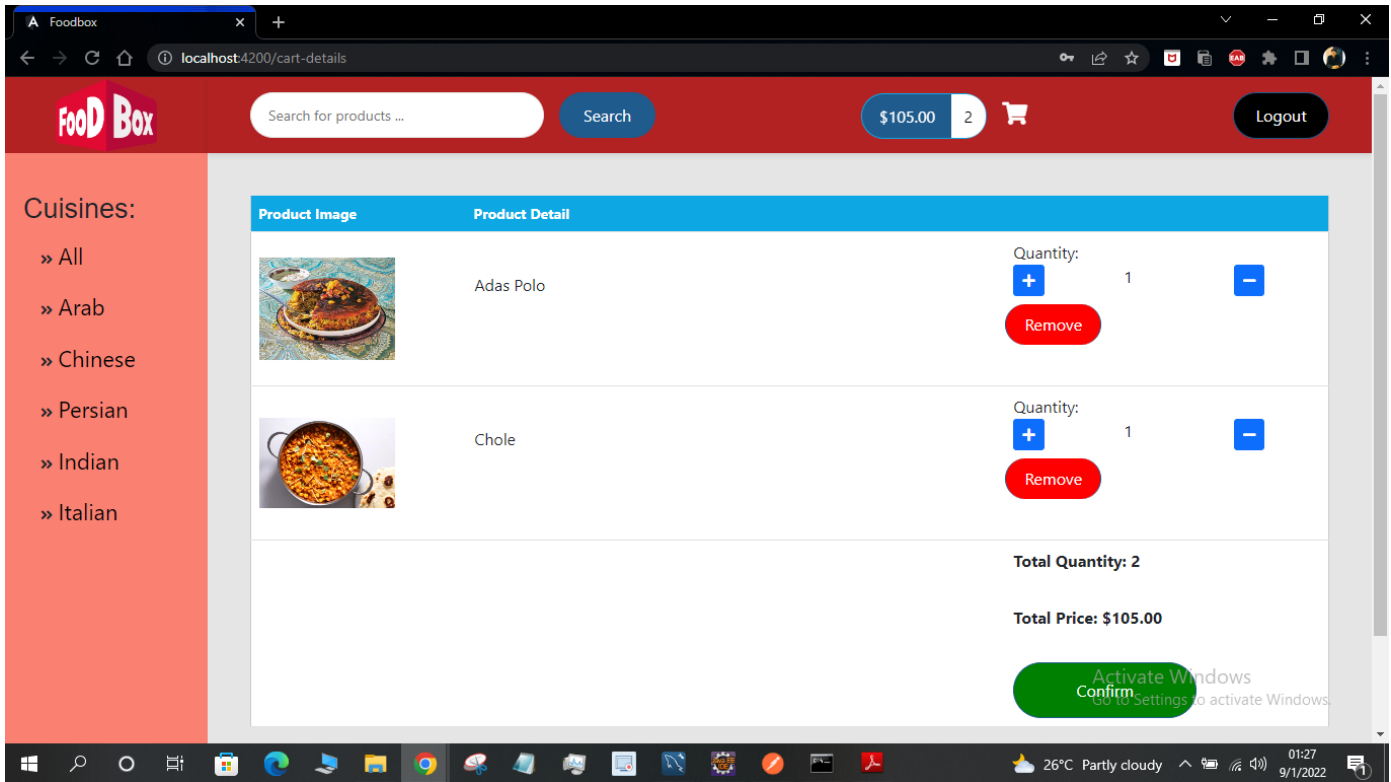 Foodbox
localhost:4200/cart-details
FOOD BOX
Search for products ...
Search
$105.00 2
Logout
Cuisines:
» All
» Arab
» Chinese
» Persian
» Indian
» Italian
Product Image Product Detail
Adas Polo
Quantity:
+ 1 −
Remove
Chole
Quantity:
+ 1 −
Remove
Total Quantity: 2
Total Price: $105.00
Confirm
Activate Windows
Go to Settings to activate Windows.
26°C Partly cloudy
01:27
9/1/2022
1